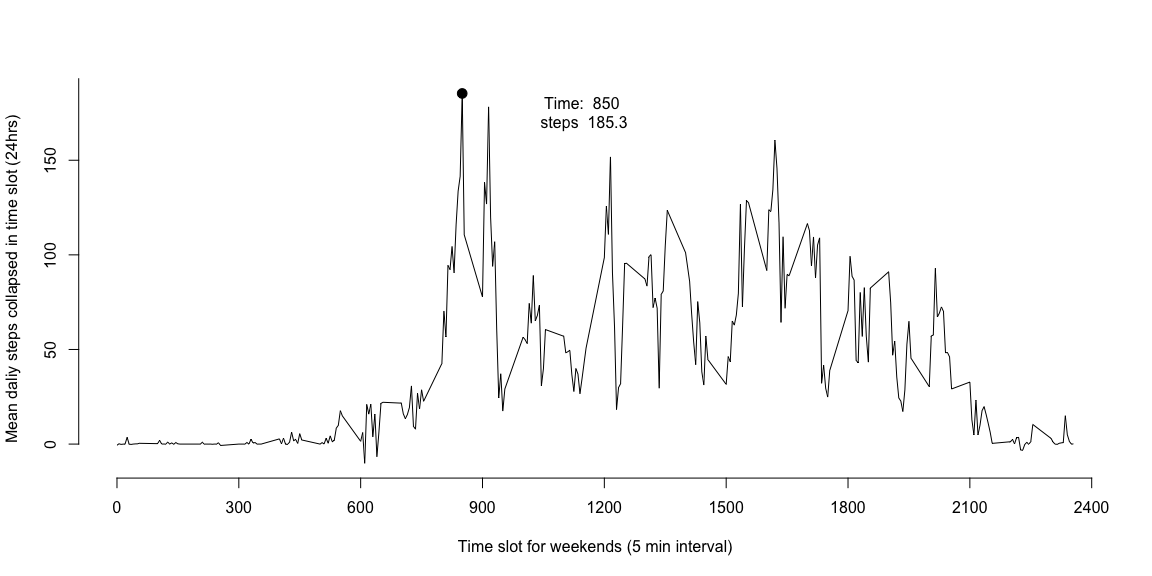 Mean daliy steps collapsed in time slot (24hrs)
150
100
50
0
Time: 850
steps 185.3
0 300 600 900 1200 1500 1800 2100 2400
Time slot for weekends (5 min interval)